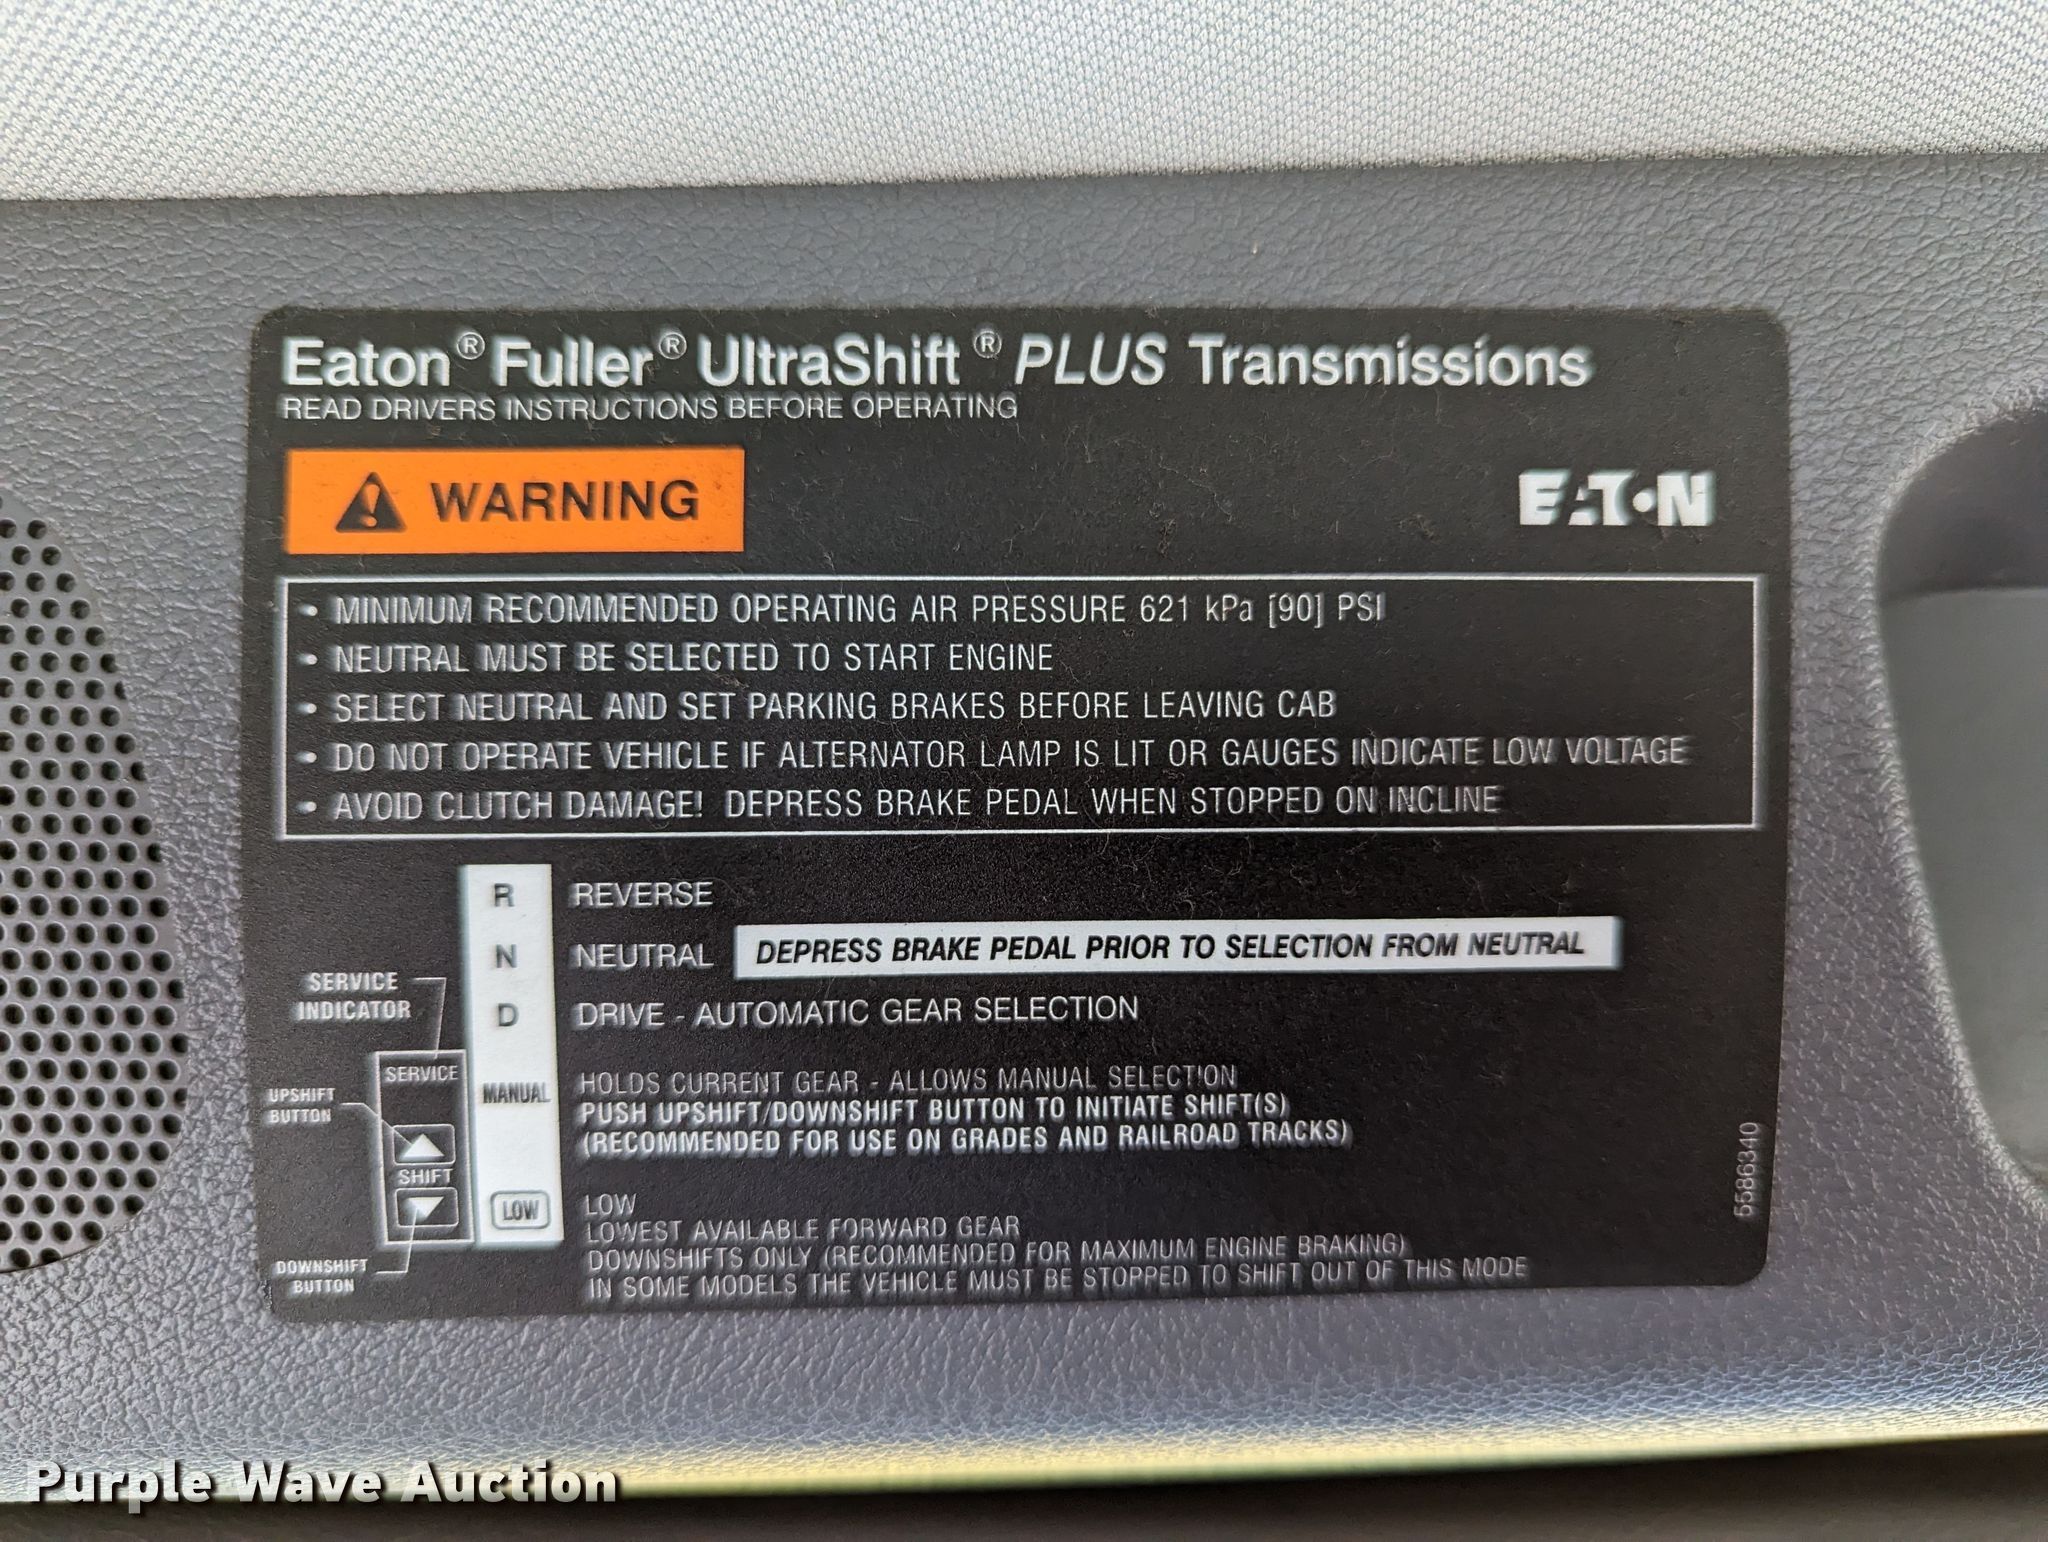 Eaton® Fuller® UltraShift® PLUS Transmissions
READ DRIVERS INSTRUCTIONS BEFORE OPERATING
WARNING
EATON
• MINIMUM RECOMMENDED OPERATING AIR PRESSURE 621 kPa [90] PSI
• NEUTRAL MUST BE SELECTED TO START ENGINE
• SELECT NEUTRAL AND SET PARKING BRAKES BEFORE LEAVING CAB
• DO NOT OPERATE VEHICLE IF ALTERNATOR LAMP IS LIT OR GAUGES INDICATE LOW VOLTAGE
• AVOID CLUTCH DAMAGE! DEPRESS BRAKE PEDAL WHEN STOPPED ON INCLINE
R REVERSE
N NEUTRAL DEPRESS BRAKE PEDAL PRIOR TO SELECTION FROM NEUTRAL
D DRIVE - AUTOMATIC GEAR SELECTION
MANUAL HOLDS CURRENT GEAR - ALLOWS MANUAL SELECTION
PUSH UPSHIFT/DOWNSHIFT BUTTON TO INITIATE SHIFT(S)
(RECOMMENDED FOR USE ON GRADES AND RAILROAD TRACKS)
LOW LOW
LOWEST AVAILABLE FORWARD GEAR
DOWNSHIFTS ONLY (RECOMMENDED FOR MAXIMUM ENGINE BRAKING)
IN SOME MODELS THE VEHICLE MUST BE STOPPED TO SHIFT OUT OF THIS MODE
SERVICE
INDICATOR
SERVICE
UPSHIFT
BUTTON
SHIFT
DOWNSHIFT
BUTTON
5586340
Purple Wave Auction